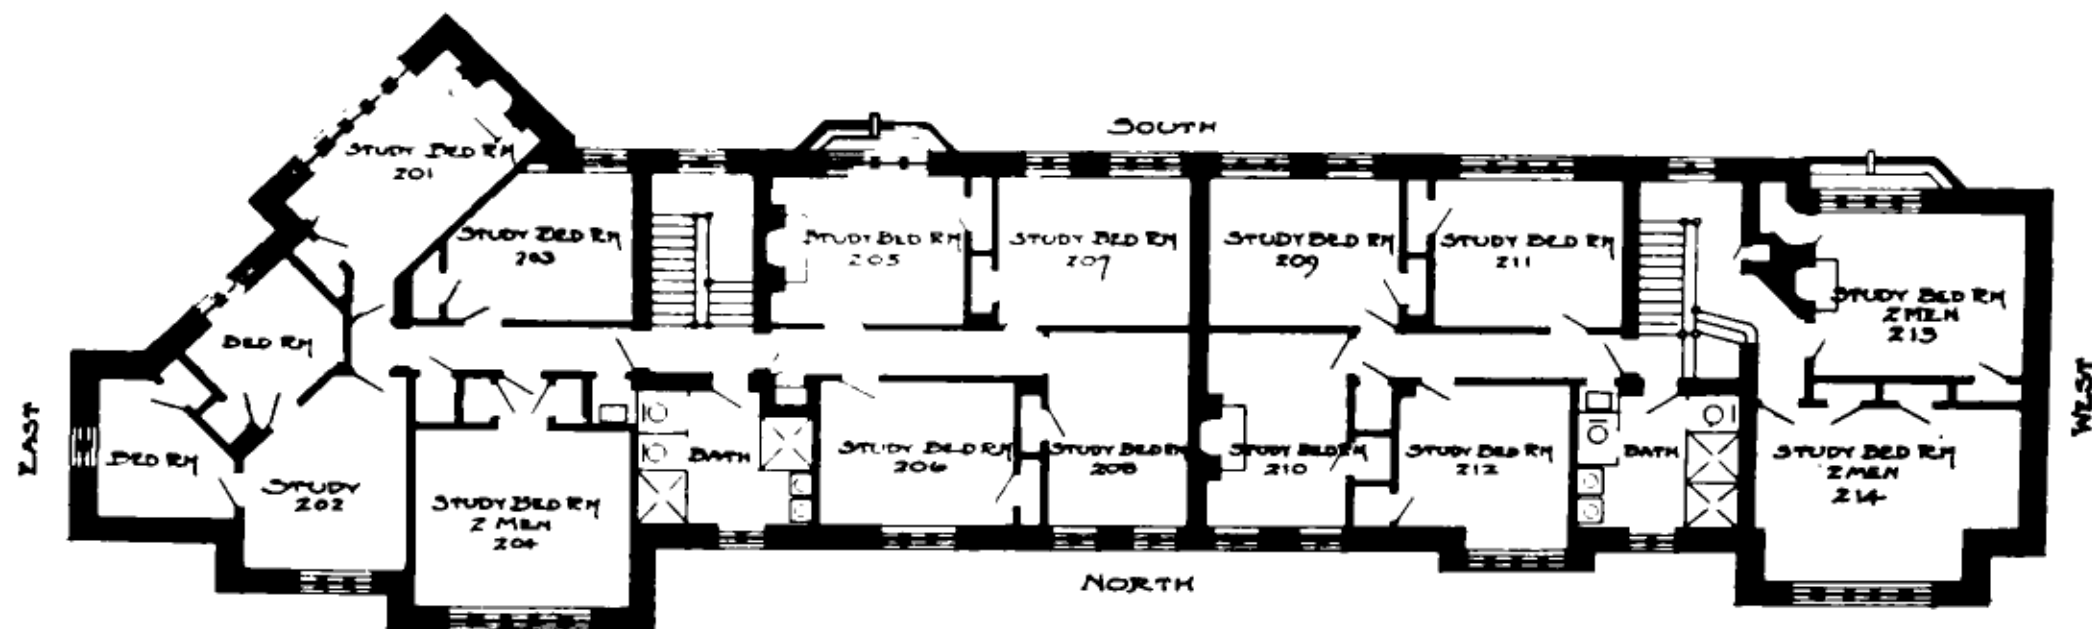 SOUTH
STUDY BED RM
201
STUDY BED RM
203
STUDY BED RM
205
STUDY BED RM
207
STUDY BED RM
209
STUDY BED RM
211
STUDY BED RM
2 MEN
213
EAST
BED RM
BED RM
STUDY
202
STUDY BED RM
2 MEN
204
BATH
STUDY BED RM
206
STUDY BED RM
208
STUDY BED RM
210
STUDY BED RM
212
BATH
STUDY BED RM
2 MEN
214
WEST
NORTH